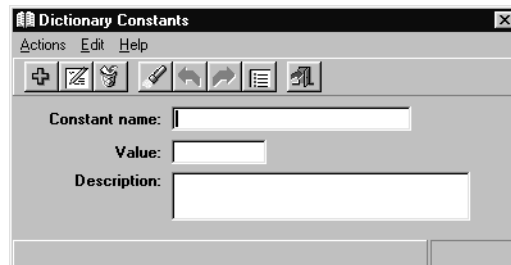 Dictionary Constants
Actions Edit Help
Constant name:
Value:
Description: